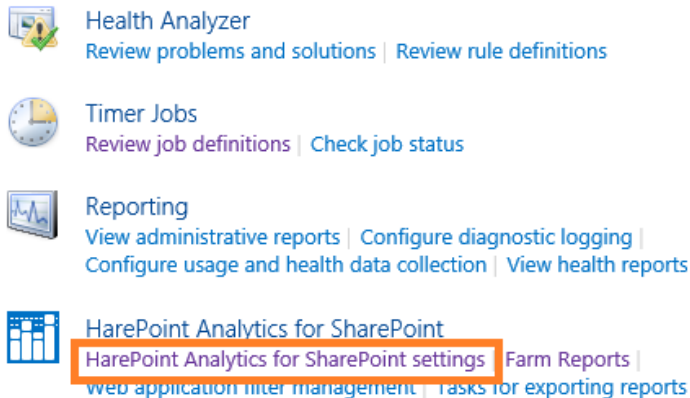 Health Analyzer
Review problems and solutions | Review rule definitions
Timer Jobs
Review job definitions | Check job status
Reporting
View administrative reports | Configure diagnostic logging |
Configure usage and health data collection | View health reports
HarePoint Analytics for SharePoint
HarePoint Analytics for SharePoint settings | Farm Reports |
Web application filter management | Tasks for exporting reports